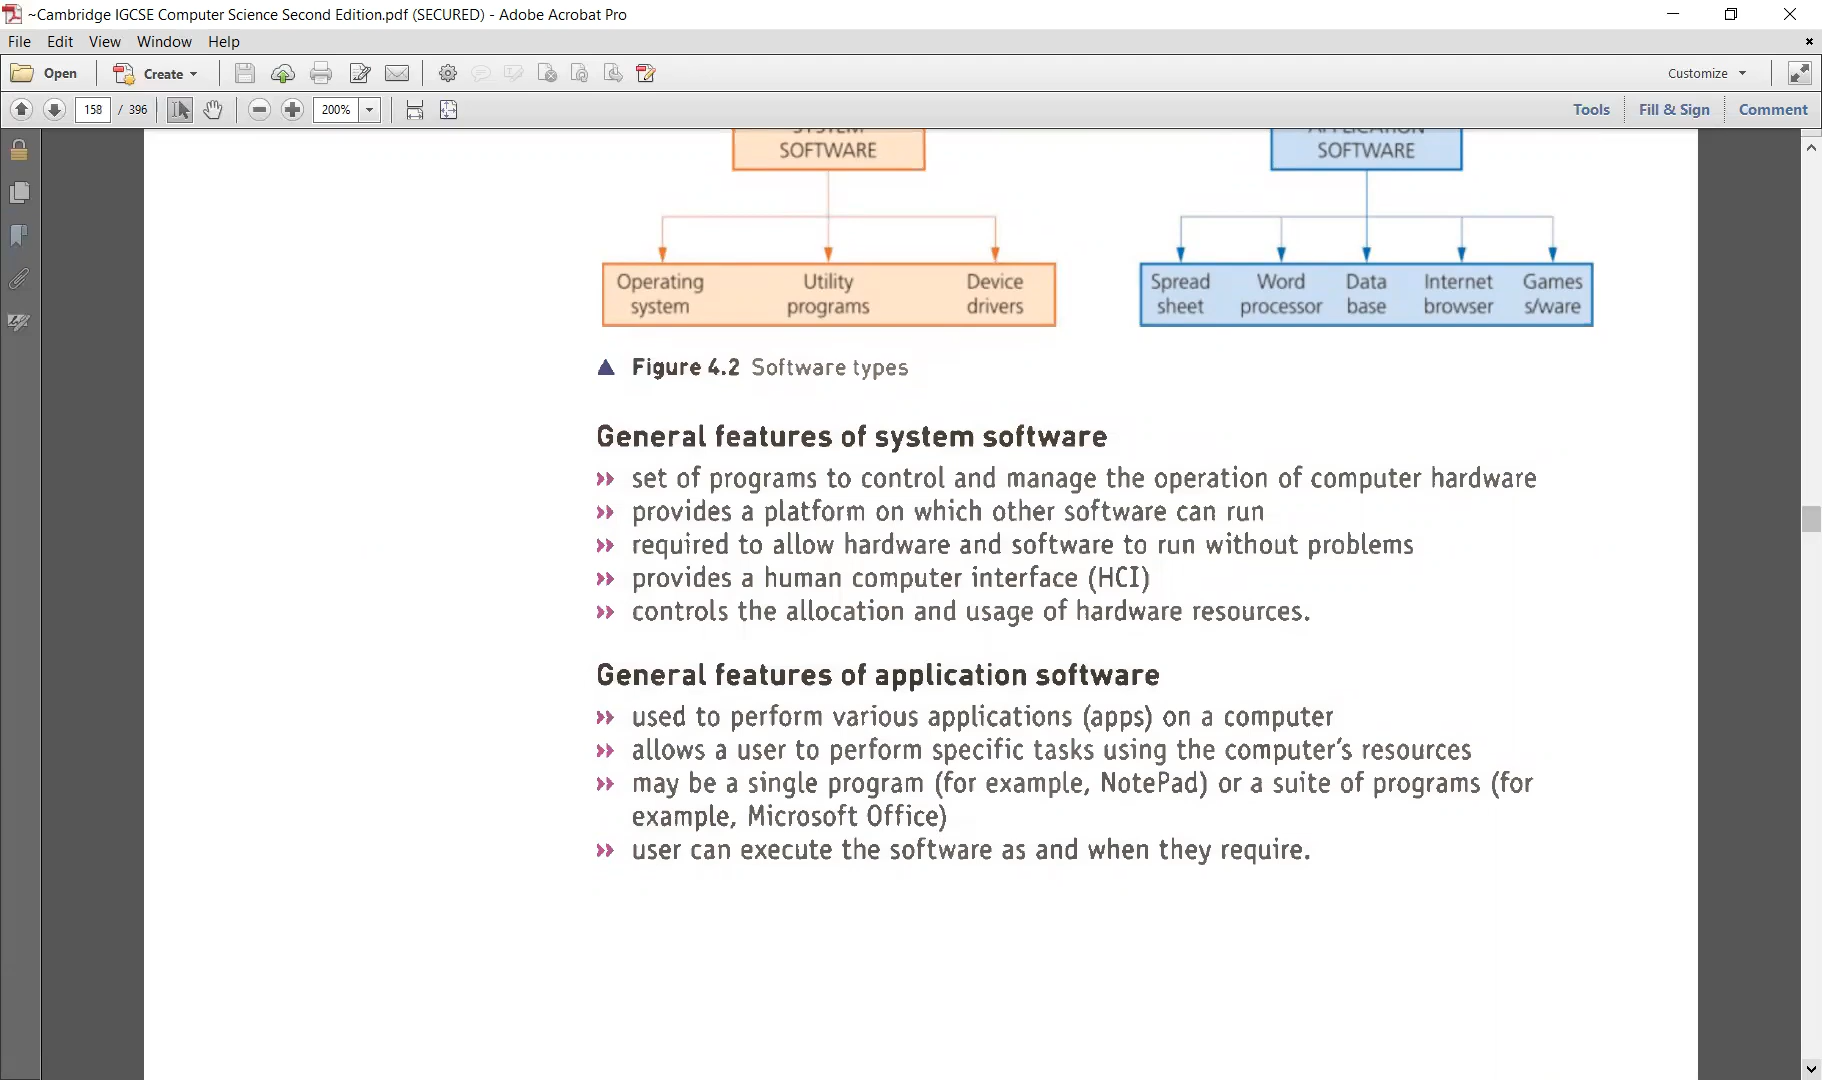 ~Cambridge IGCSE Computer Science Second Edition.pdf (SECURED) - Adobe Acrobat Pro
File Edit View Window Help
Open Create Customize
158 / 396 200% Tools Fill & Sign Comment
SYSTEM
SOFTWARE
APPLICATION
SOFTWARE
Operating system
Utility programs
Device drivers
Spread sheet
Word processor
Data base
Internet browser
Games s/ware
Figure 4.2 Software types
General features of system software
›› set of programs to control and manage the operation of computer hardware
›› provides a platform on which other software can run
›› required to allow hardware and software to run without problems
›› provides a human computer interface (HCI)
›› controls the allocation and usage of hardware resources.
General features of application software
›› used to perform various applications (apps) on a computer
›› allows a user to perform specific tasks using the computer's resources
›› may be a single program (for example, NotePad) or a suite of programs (for
example, Microsoft Office)
›› user can execute the software as and when they require.